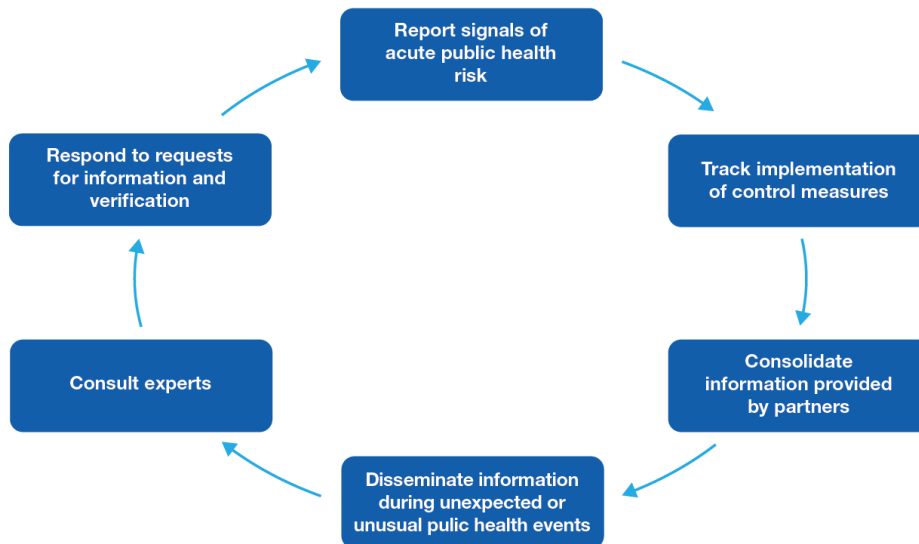 Report signals of
acute public health
risk
Track implementation
of control measures
Consolidate
information provided
by partners
Disseminate information
during unexpected or
unusual pulic health events
Consult experts
Respond to requests
for information and
verification